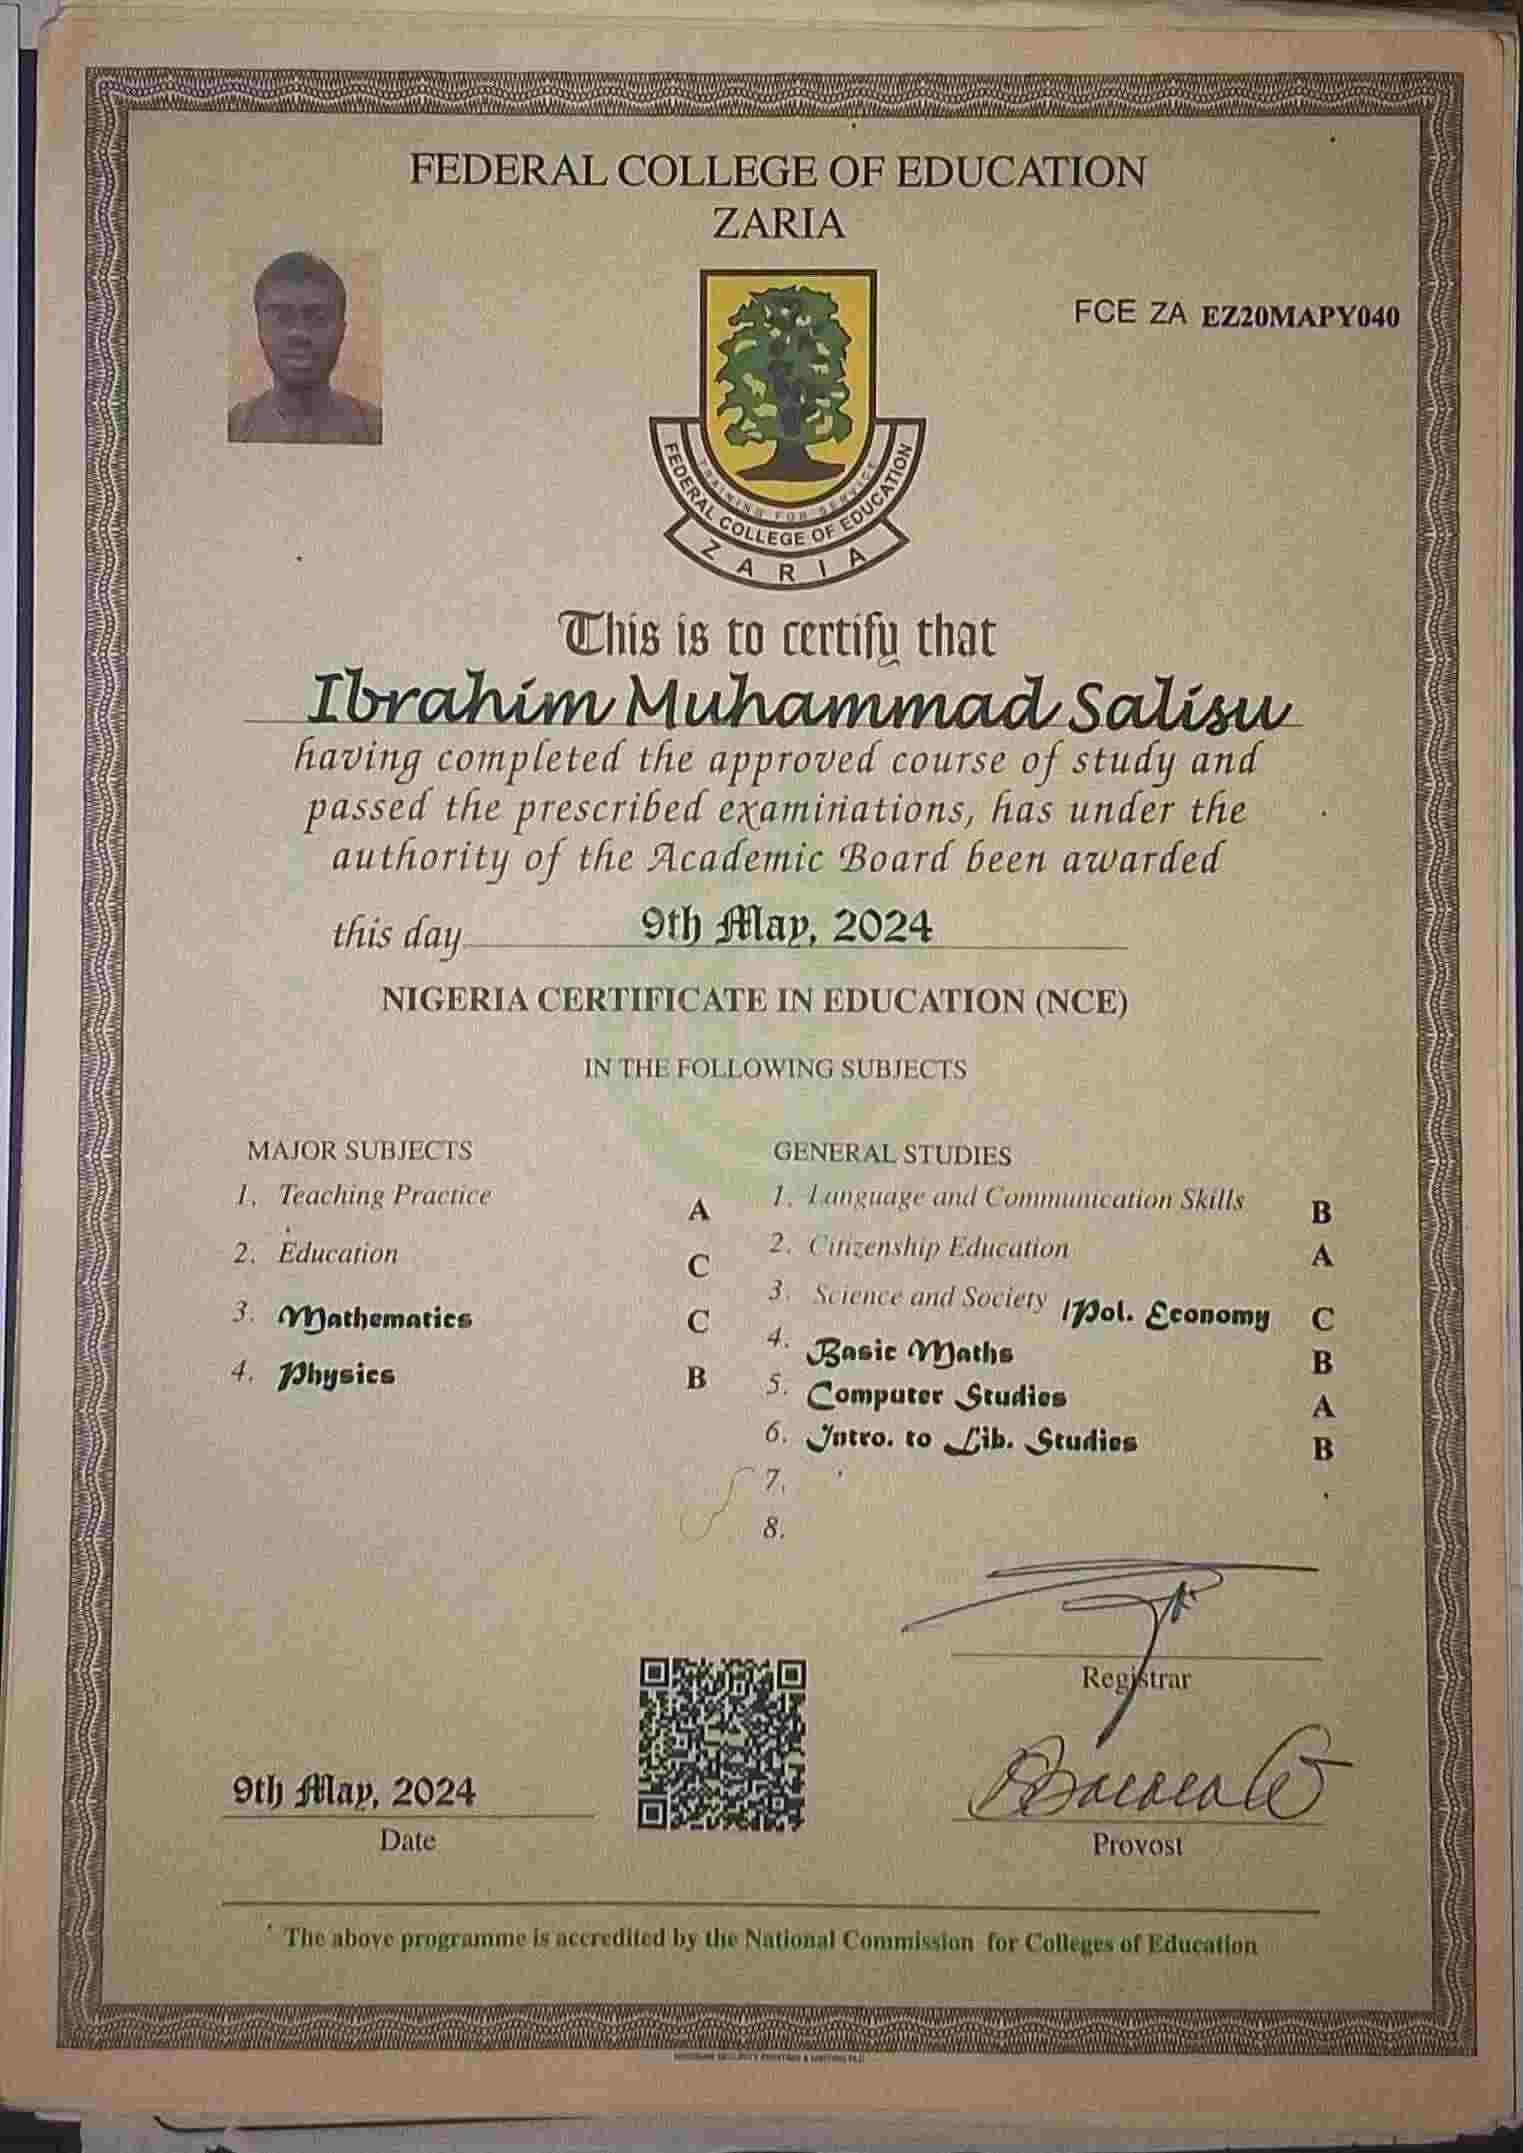 FEDERAL COLLEGE OF EDUCATION
ZARIA
FCE ZA EZ20MAPY040
TRAINING FOR SERVICE
FEDERAL COLLEGE OF EDUCATION
ZARIA
This is to certify that
Ibrahim Muhammad Salisu
having completed the approved course of study and
passed the prescribed examinations, has under the
authority of the Academic Board been awarded
this day 9th May, 2024
NIGERIA CERTIFICATE IN EDUCATION (NCE)
IN THE FOLLOWING SUBJECTS
MAJOR SUBJECTS
1. Teaching Practice A
2. Education C
3. Mathematics C
4. Physics B
GENERAL STUDIES
1. Language and Communication Skills B
2. Citizenship Education A
3. Science and Society /Pol. Economy C
4. Basic Maths B
5. Computer Studies A
6. Intro. to Lib. Studies B
7.
8.
Registrar
9th May, 2024
Date
Provost
The above programme is accredited by the National Commission for Colleges of Education